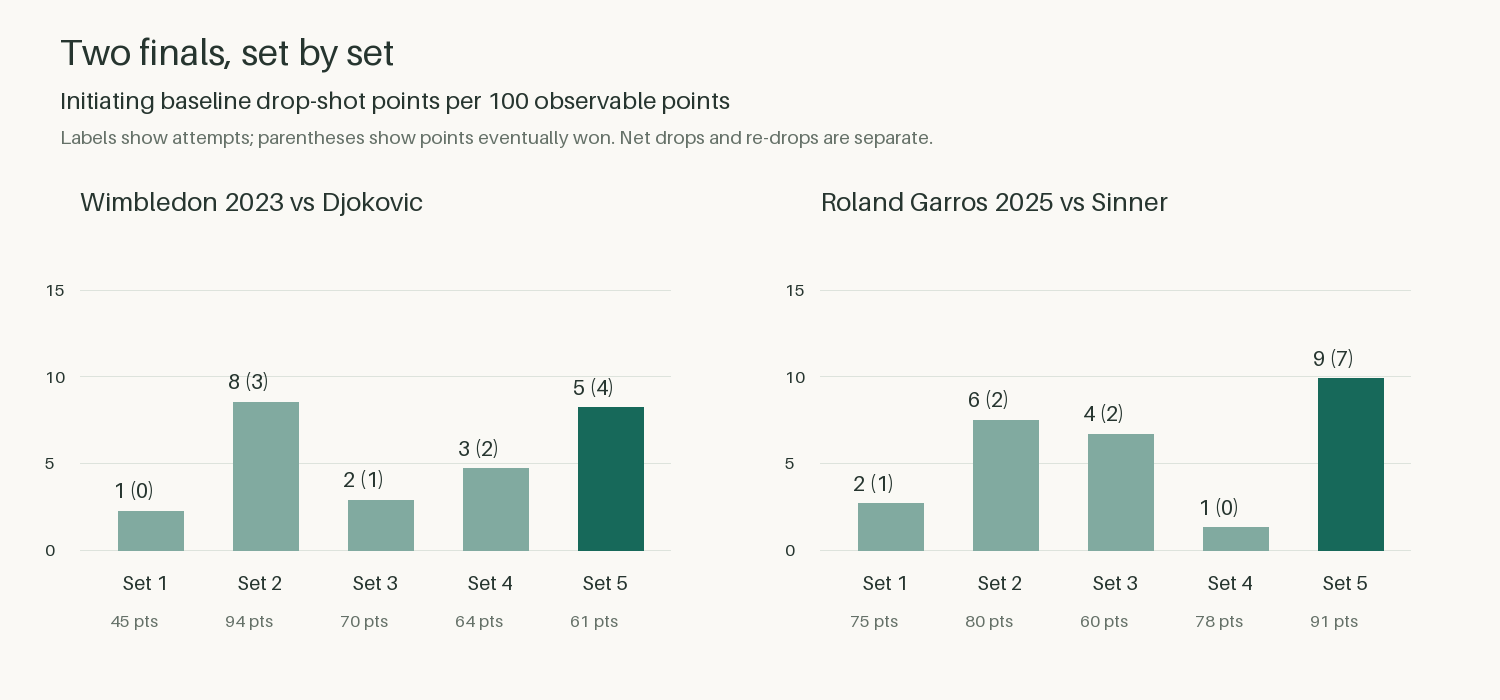 Two finals, set by set
Initiating baseline drop-shot points per 100 observable points
Labels show attempts; parentheses show points eventually won. Net drops and re-drops are separate.
Wimbledon 2023 vs Djokovic
15
10
5
0
1 (0)
8 (3)
2 (1)
3 (2)
5 (4)
Set 1
Set 2
Set 3
Set 4
Set 5
45 pts
94 pts
70 pts
64 pts
61 pts
Roland Garros 2025 vs Sinner
15
10
5
0
2 (1)
6 (2)
4 (2)
1 (0)
9 (7)
Set 1
Set 2
Set 3
Set 4
Set 5
75 pts
80 pts
60 pts
78 pts
91 pts